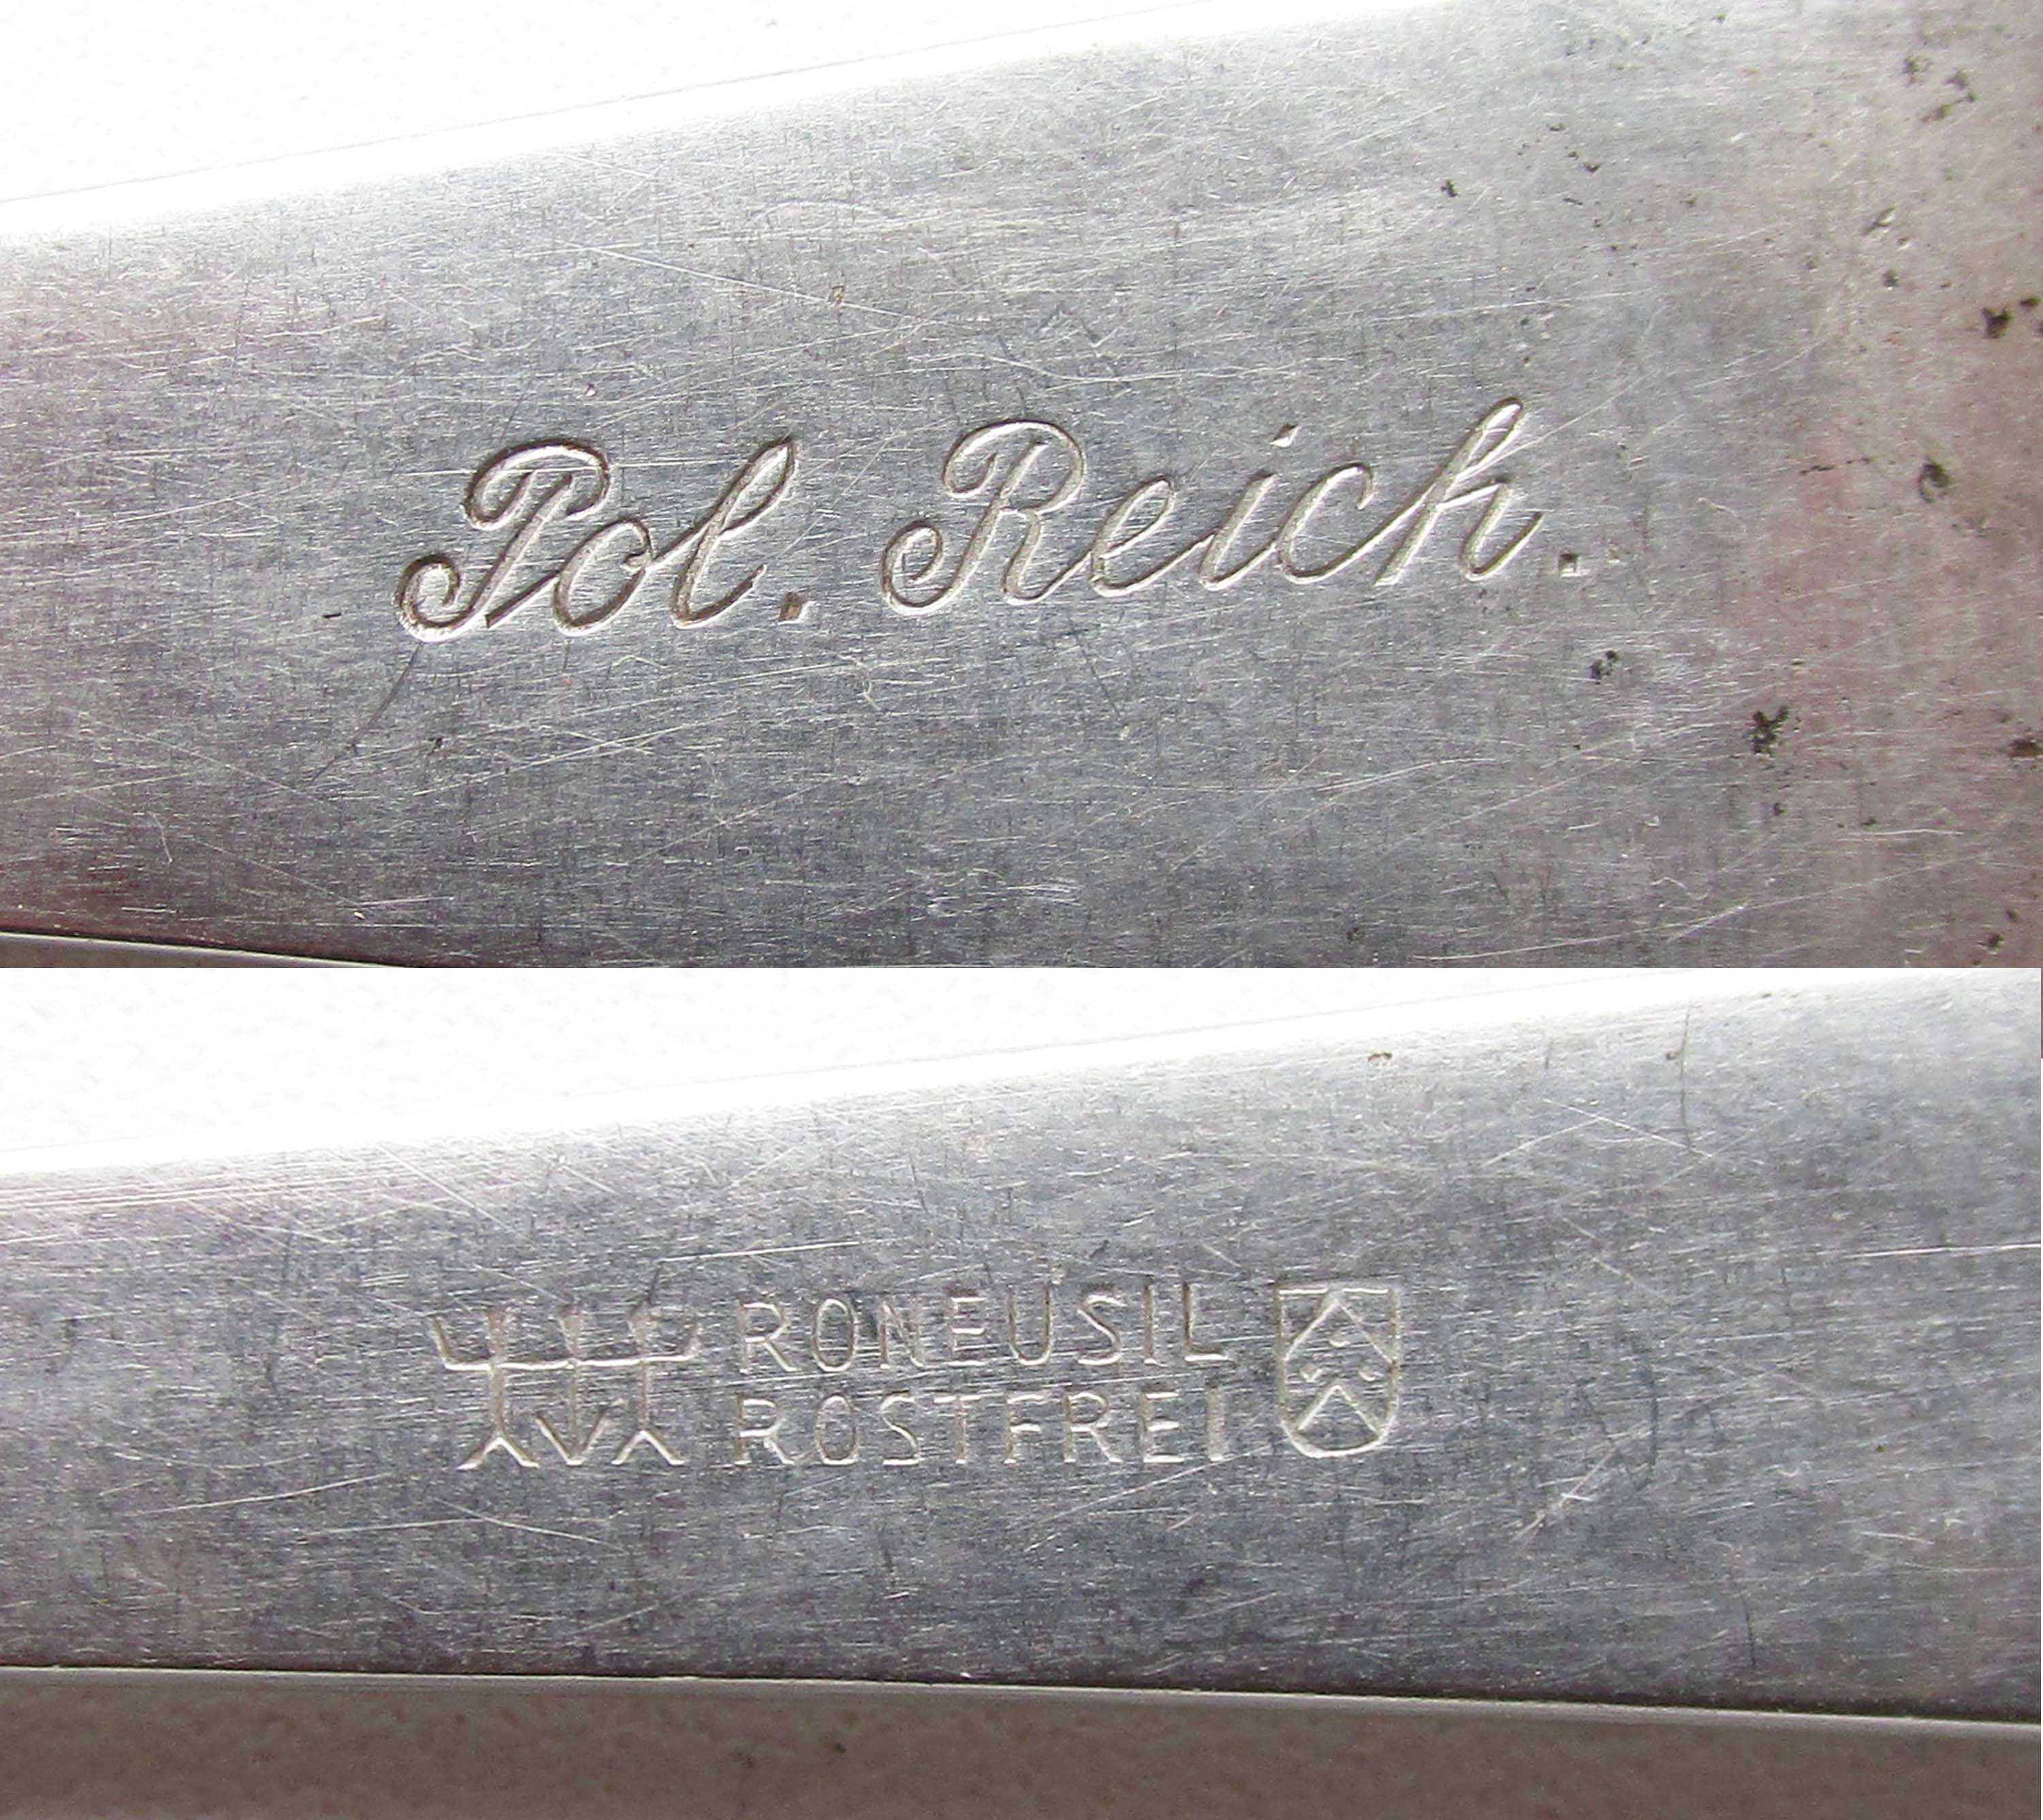 Pol. Reich.
RONEUSIL
ROSTFREI